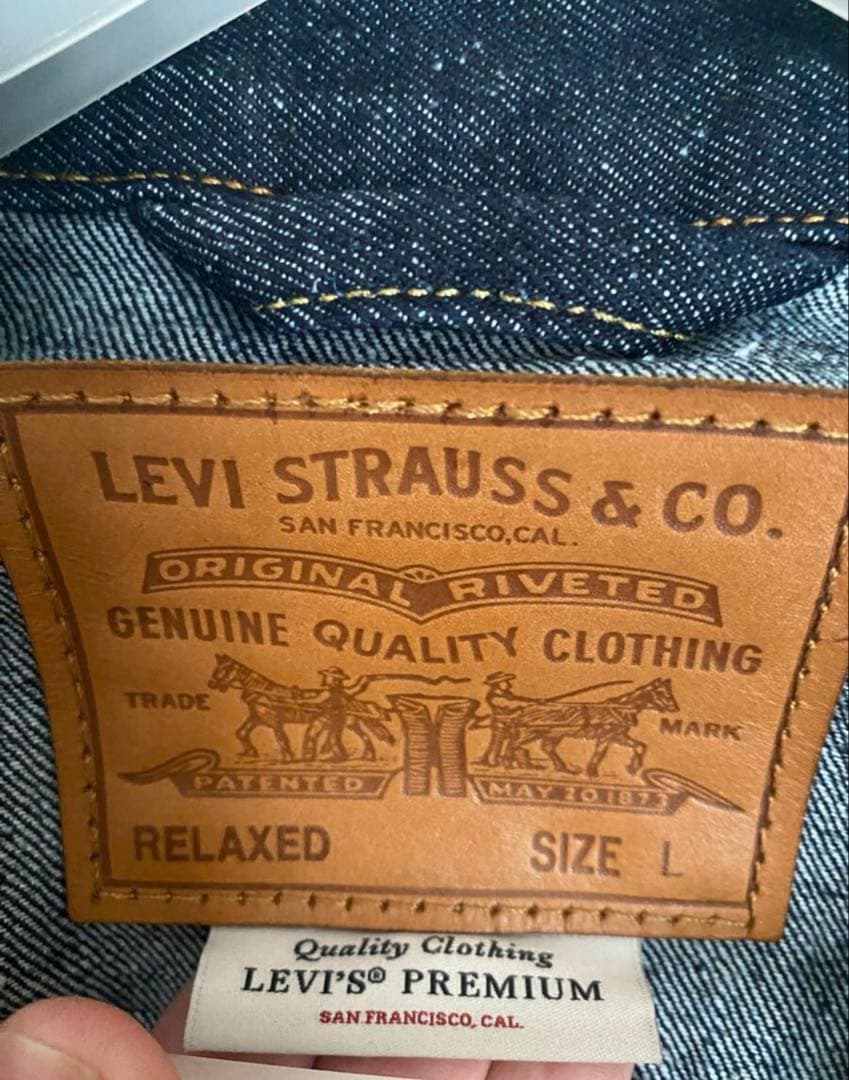 LEVI STRAUSS & CO.
SAN FRANCISCO, CAL.
ORIGINAL RIVETED
GENUINE QUALITY CLOTHING
TRADE MARK
PATENTED MAY 20 1873
RELAXED SIZE L
Quality Clothing
LEVI'S® PREMIUM
SAN FRANCISCO, CAL.